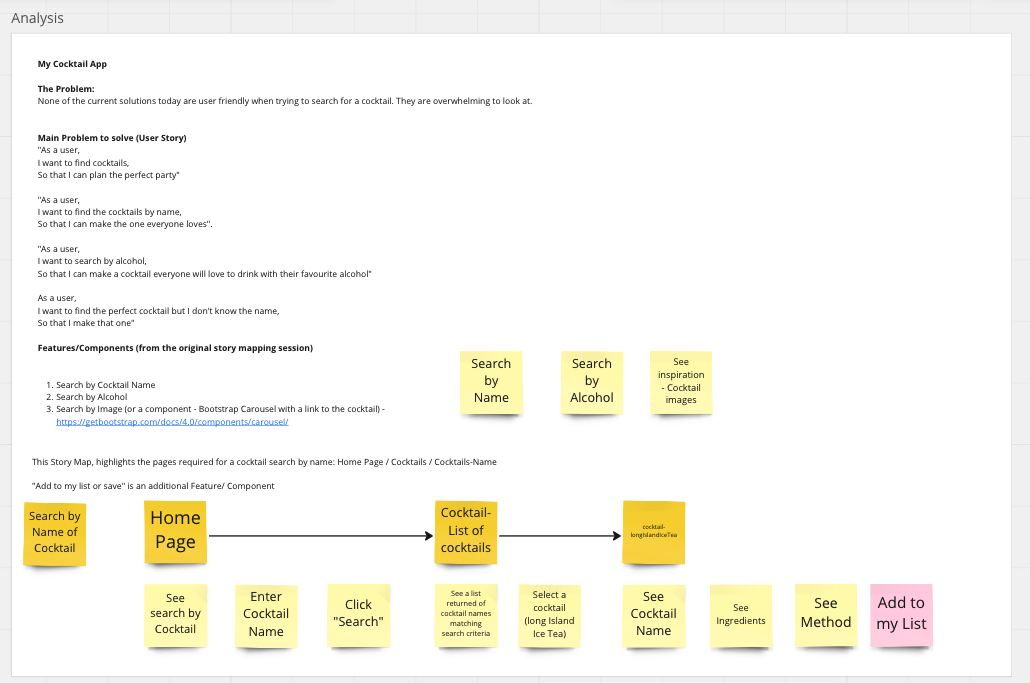 Analysis
My Cocktail App
The Problem:
None of the current solutions today are user friendly when trying to search for a cocktail. They are overwhelming to look at.
Main Problem to solve (User Story)
"As a user,
I want to find cocktails,
So that I can plan the perfect party"
"As a user,
I want to find the cocktails by name,
So that I can make the one everyone loves".
"As a user,
I want to search by alcohol,
So that I can make a cocktail everyone will love to drink with their favourite alcohol"
As a user,
I want to find the perfect cocktail but I don't know the name,
So that I make that one"
Features/Components (from the original story mapping session)
1. Search by Cocktail Name
2. Search by Alcohol
3. Search by Image (or a component - Bootstrap Carousel with a link to the cocktail) -
https://getbootstrap.com/docs/4.0/components/carousel/
Search
by
Name
Search
by
Alcohol
See
inspiration
- Cocktail
images
This Story Map, highlights the pages required for a cocktail search by name: Home Page / Cocktails / Cocktails-Name
"Add to my list or save" is an additional Feature/ Component
Search by
Name of
Cocktail
Home
Page
Cocktail-
List of
cocktails
cocktail-
longIslandIceTea
See
search by
Cocktail
Enter
Cocktail
Name
Click
"Search"
See a list
returned of
cocktail names
matching
search criteria
Select a
cocktail
(long Island
Ice Tea)
See
Cocktail
Name
See
Ingredients
See
Method
Add to
my List